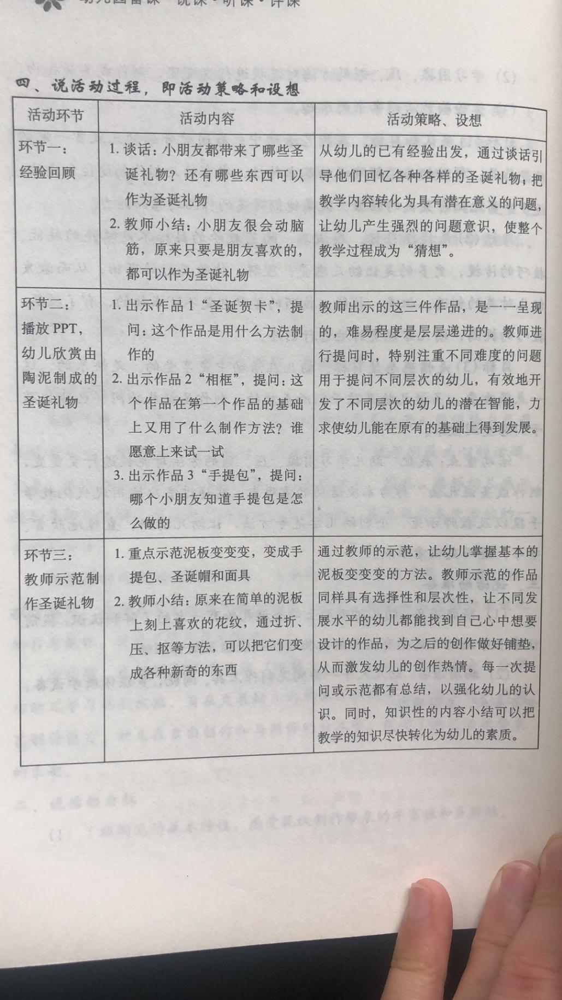 幼儿园备课·说课·听课·评课
四、说活动过程，即活动策略和设想
活动环节
活动内容
活动策略、设想
环节一：
经验回顾
1. 谈话：小朋友都带来了哪些圣
诞礼物？还有哪些东西可以
作为圣诞礼物
2. 教师小结：小朋友很会动脑
筋，原来只要是朋友喜欢的，
都可以作为圣诞礼物
从幼儿的已有经验出发，通过谈话引
导他们回忆各种各样的圣诞礼物；把
教学内容转化为具有潜在意义的问题，
让幼儿产生强烈的问题意识，使整个
教学过程成为“猜想”。
环节二：
播放 PPT，
幼儿欣赏由
陶泥制成的
圣诞礼物
1. 出示作品 1“圣诞贺卡”，提
问：这个作品是用什么方法制
作的
2. 出示作品 2“相框”，提问：这
个作品在第一个作品的基础
上又用了什么制作方法？谁
愿意上来试一试
3. 出示作品 3“手提包”，提问：
哪个小朋友知道手提包是怎
么做的
教师出示的这三件作品，是一一呈现
的，难易程度是层层递进的。教师进
行提问时，特别注重不同难度的问题
用于提问不同层次的幼儿，有效地开
发了不同层次的幼儿的潜在智能，力
求使幼儿能在原有的基础上得到发展。
环节三：
教师示范制
作圣诞礼物
1. 重点示范泥板变变变，变成手
提包、圣诞帽和面具
2. 教师小结：原来在简单的泥板
上刻上喜欢的花纹，通过折、
压、抠等方法，可以把它们变
成各种新奇的东西
通过教师的示范，让幼儿掌握基本的
泥板变变变的方法。教师示范的作品
同样具有选择性和层次性，让不同发
展水平的幼儿都能找到自己心中想要
设计的作品，为之后的创作做好铺垫，
从而激发幼儿的创作热情。每一次提
问或示范都有总结，以强化幼儿的认
识。同时，知识性的内容小结可以把
教学的知识尽快转化为幼儿的素质。